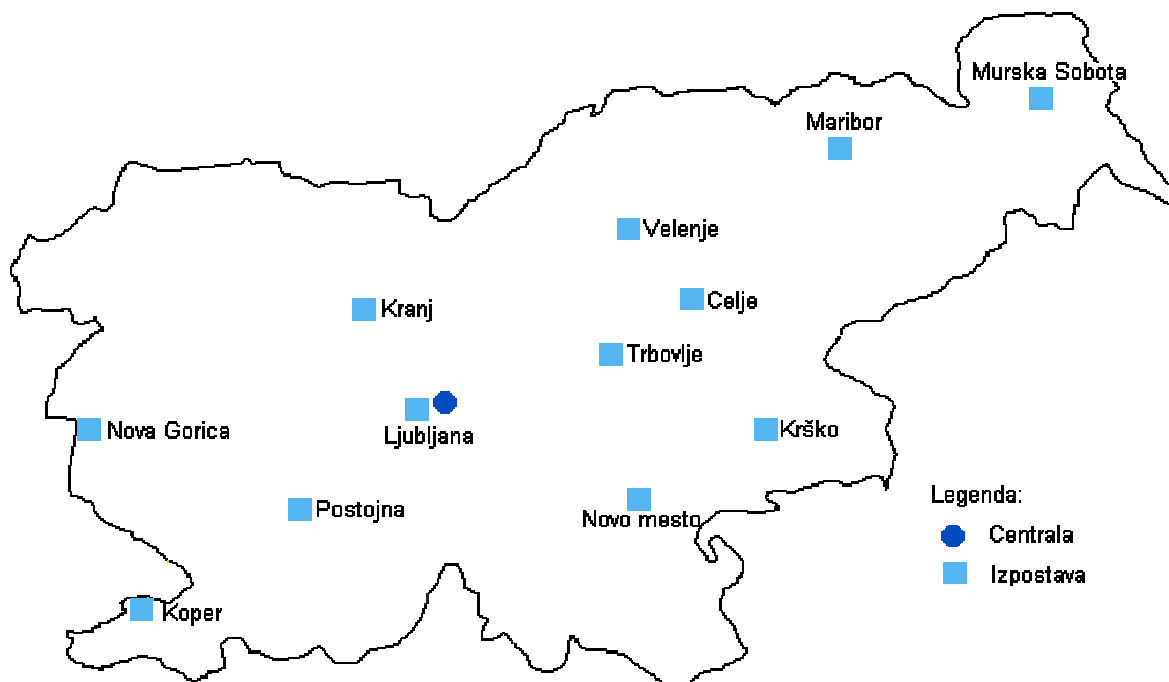 Murska Sobota
Maribor
Velenje
Celje
Kranj
Trbovlje
Nova Gorica
Ljubljana
Krško
Postojna
Novo mesto
Koper
Legenda:
Centrala
Izpostava